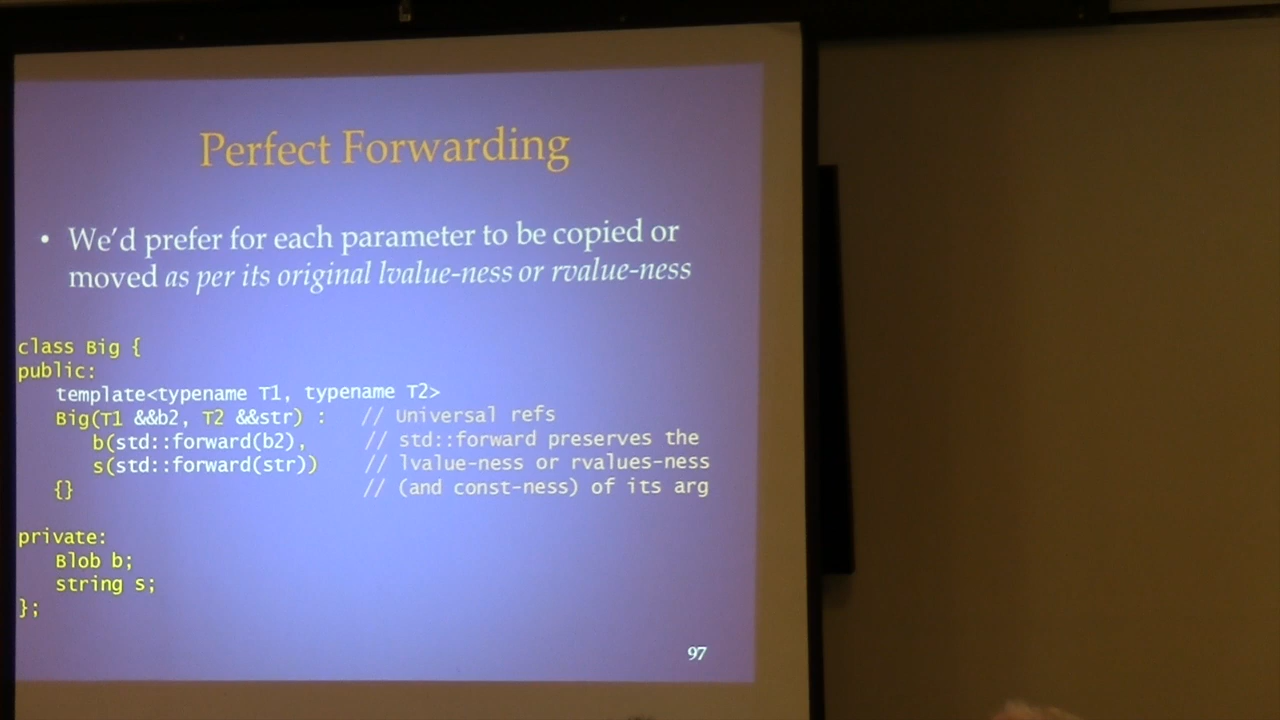 Perfect Forwarding
• We'd prefer for each parameter to be copied or
moved as per its original lvalue-ness or rvalue-ness
class Big {
public:
template<typename T1, typename T2>
Big(T1 &&b2, T2 &&str) : // Universal refs
b(std::forward(b2), // std::forward preserves the
s(std::forward(str)) // lvalue-ness or rvalues-ness
{} // (and const-ness) of its arg
private:
Blob b;
string s;
};
97